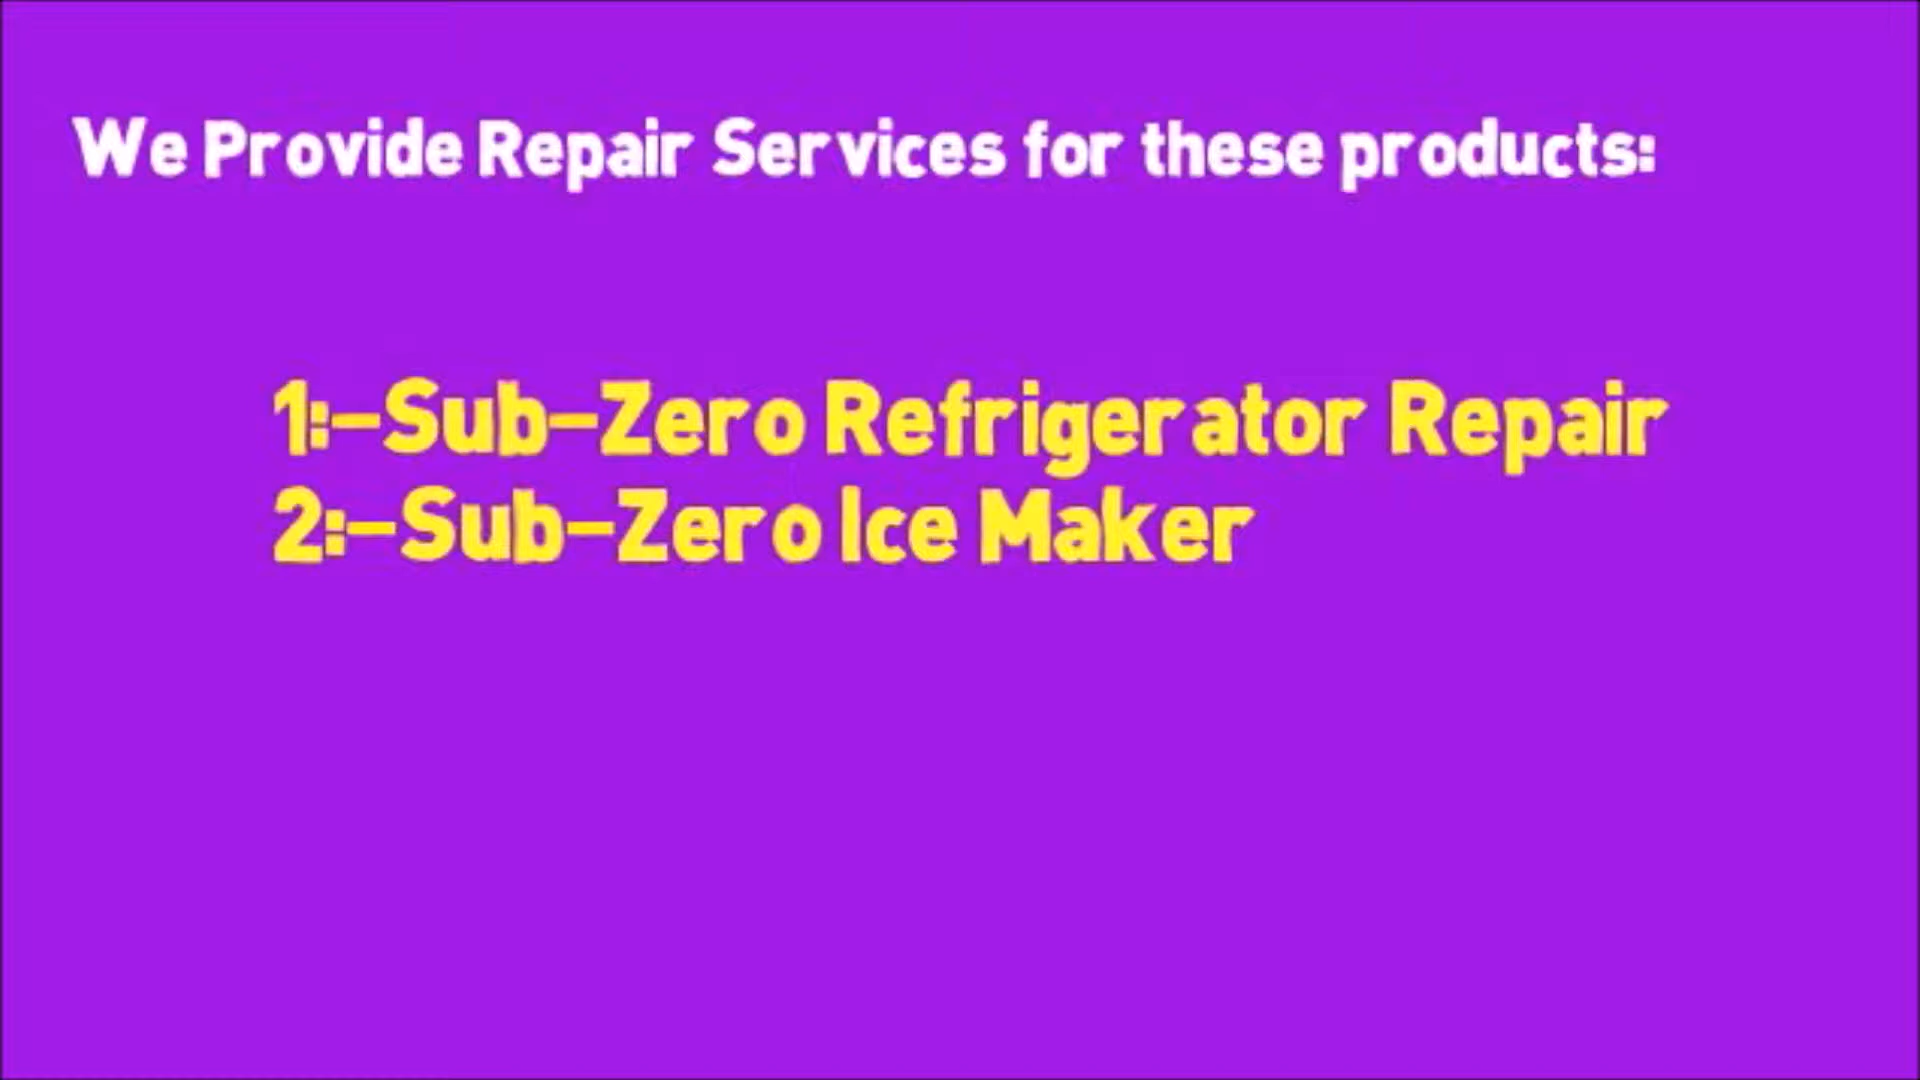 We Provide Repair Services for these products:
1:-Sub-Zero Refrigerator Repair
2:-Sub-Zero Ice Maker